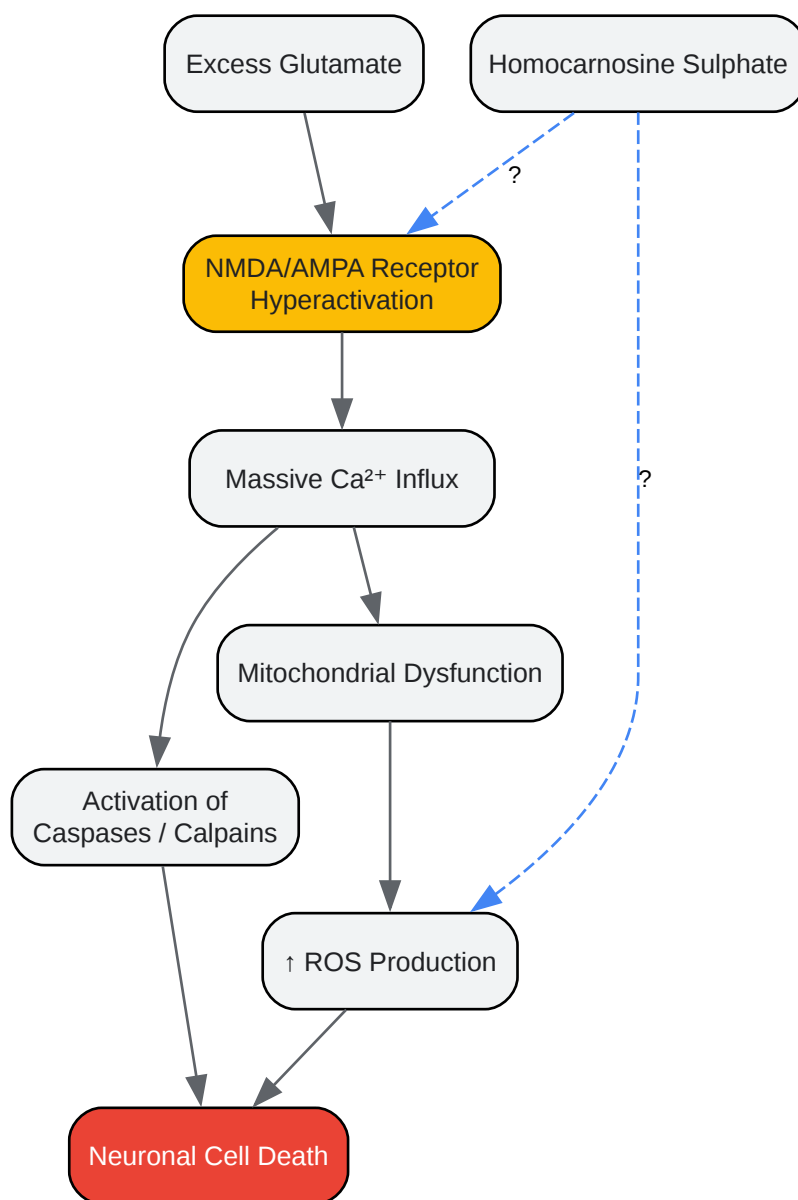 Excess Glutamate
Homocarnosine Sulphate
?
NMDA/AMPA Receptor
Hyperactivation
Massive Ca²⁺ Influx
?
Mitochondrial Dysfunction
Activation of
Caspases / Calpains
↑ ROS Production
Neuronal Cell Death